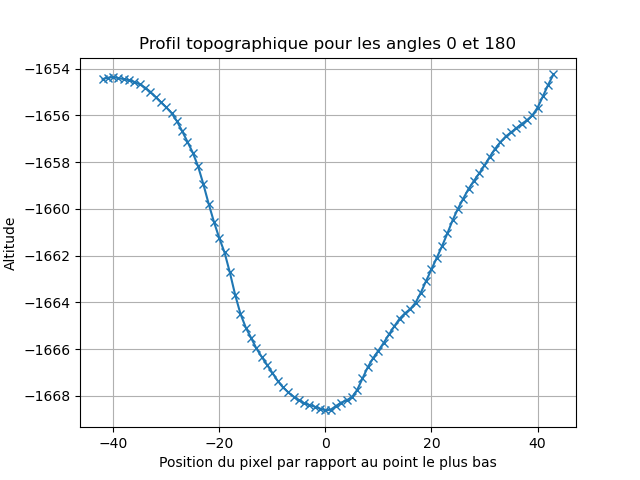 Profil topographique pour les angles 0 et 180
−1654
−1656
−1658
−1660
−1662
−1664
−1666
−1668
Altitude
−40 −20 0 20 40
Position du pixel par rapport au point le plus bas